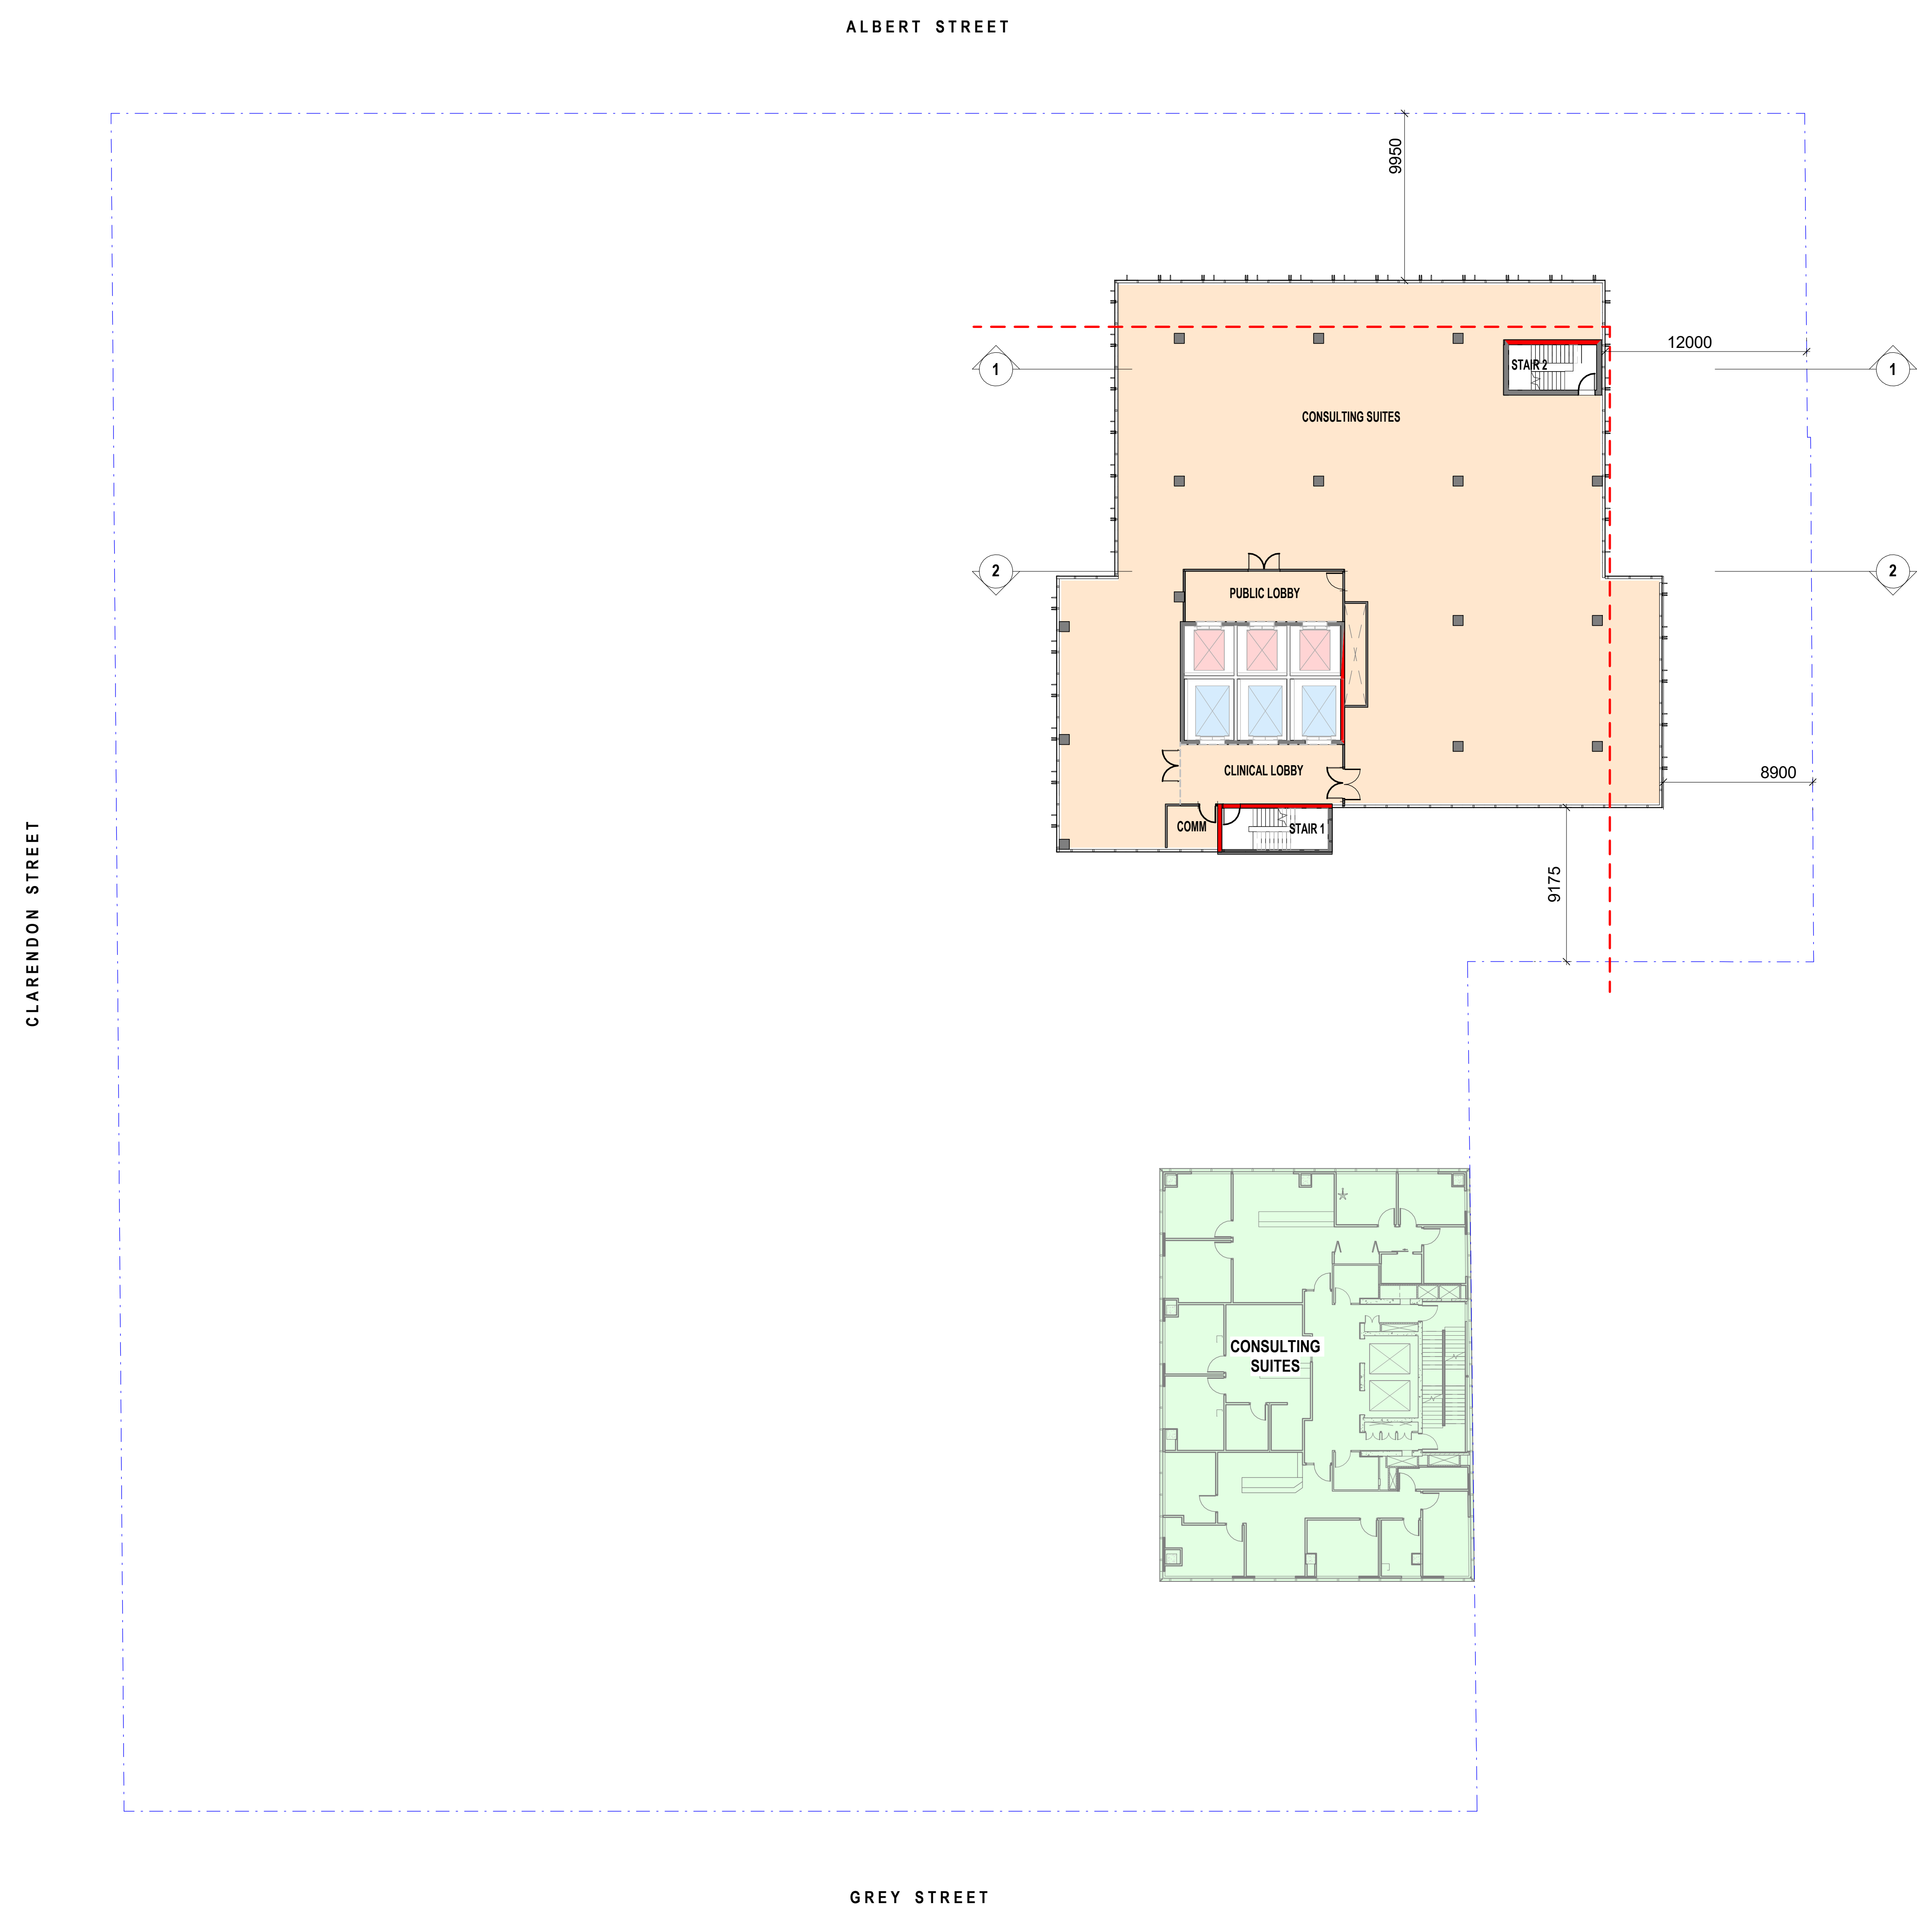 ALBERT STREET
9950
12000
1
STAIR 2
1
CONSULTING SUITES
2
2
PUBLIC LOBBY
CLINICAL LOBBY
8900
COMM
STAIR 1
9175
CLARENDON STREET
CONSULTING
SUITES
GREY STREET